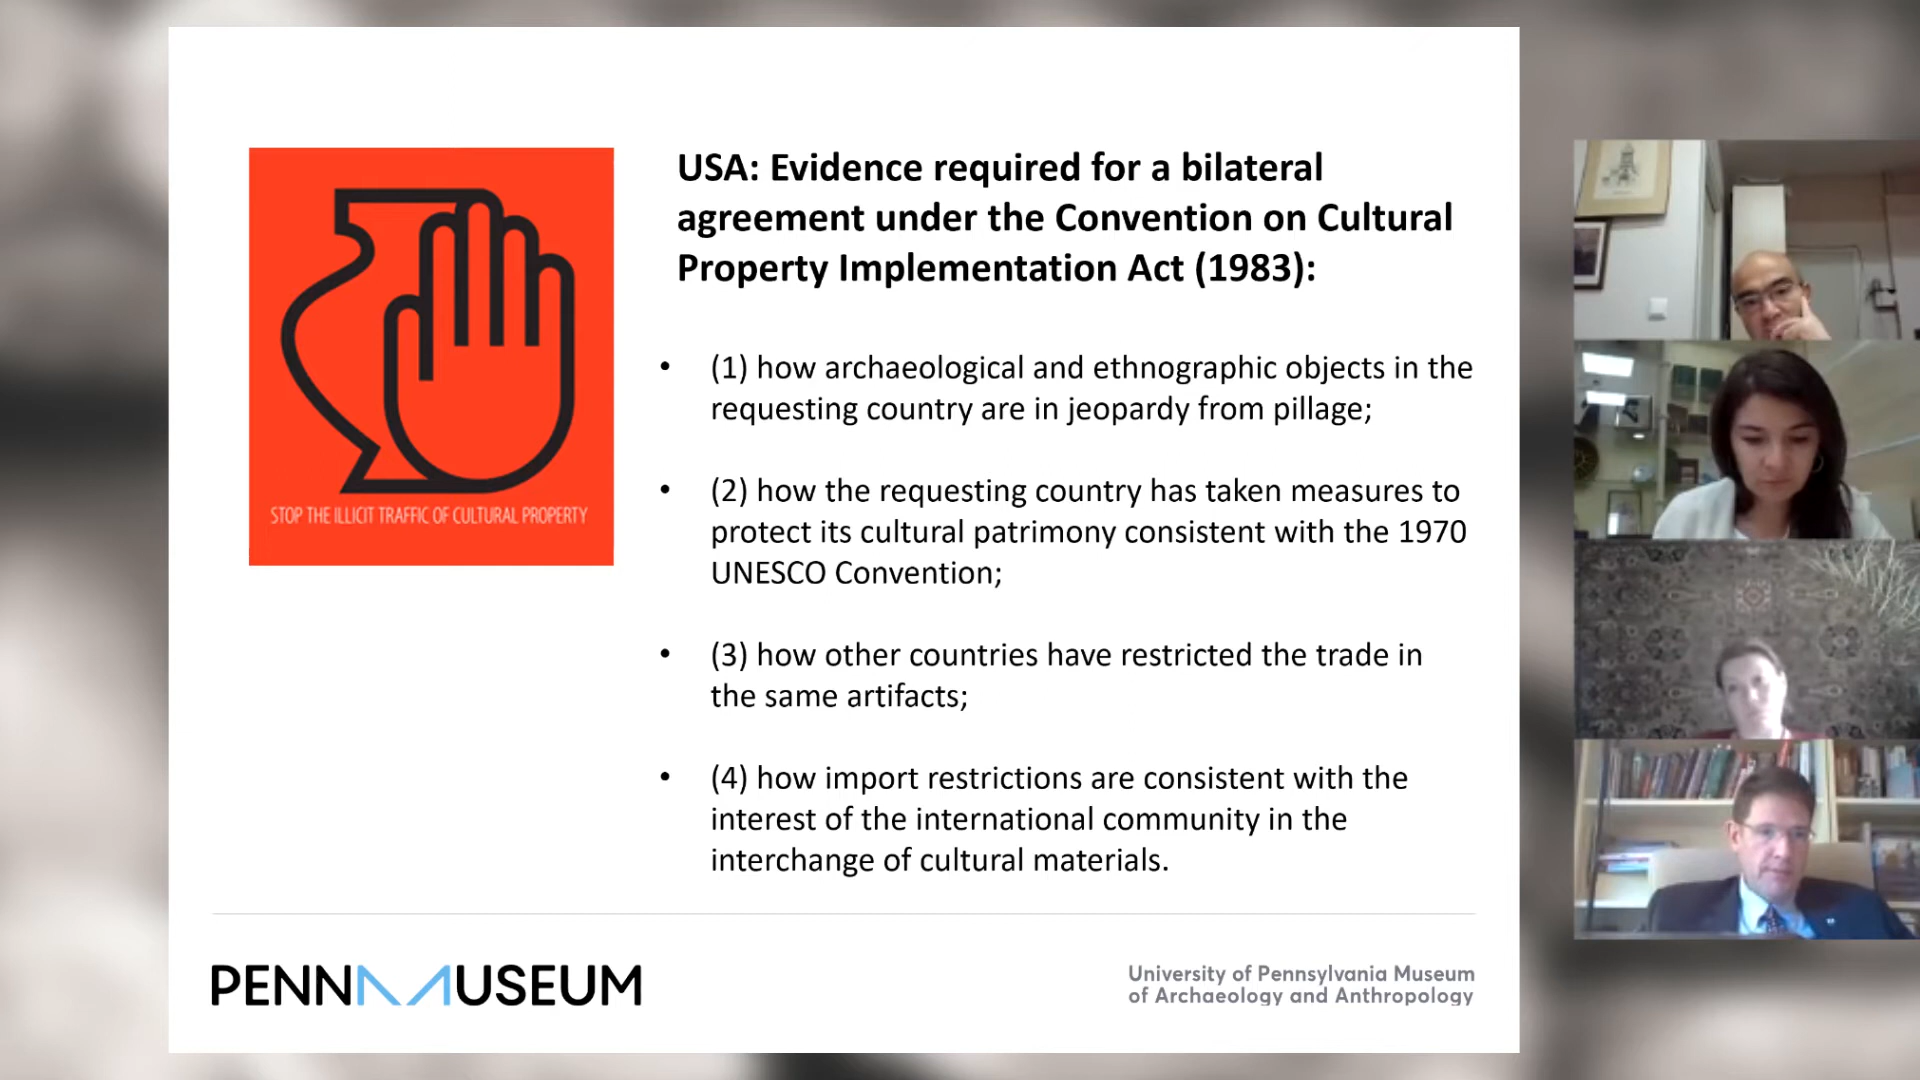 USA: Evidence required for a bilateral
agreement under the Convention on Cultural
Property Implementation Act (1983):
STOP THE ILLICIT TRAFFIC OF CULTURAL PROPERTY
• (1) how archaeological and ethnographic objects in the
requesting country are in jeopardy from pillage;
• (2) how the requesting country has taken measures to
protect its cultural patrimony consistent with the 1970
UNESCO Convention;
• (3) how other countries have restricted the trade in
the same artifacts;
• (4) how import restrictions are consistent with the
interest of the international community in the
interchange of cultural materials.
PENN MUSEUM
University of Pennsylvania Museum
of Archaeology and Anthropology